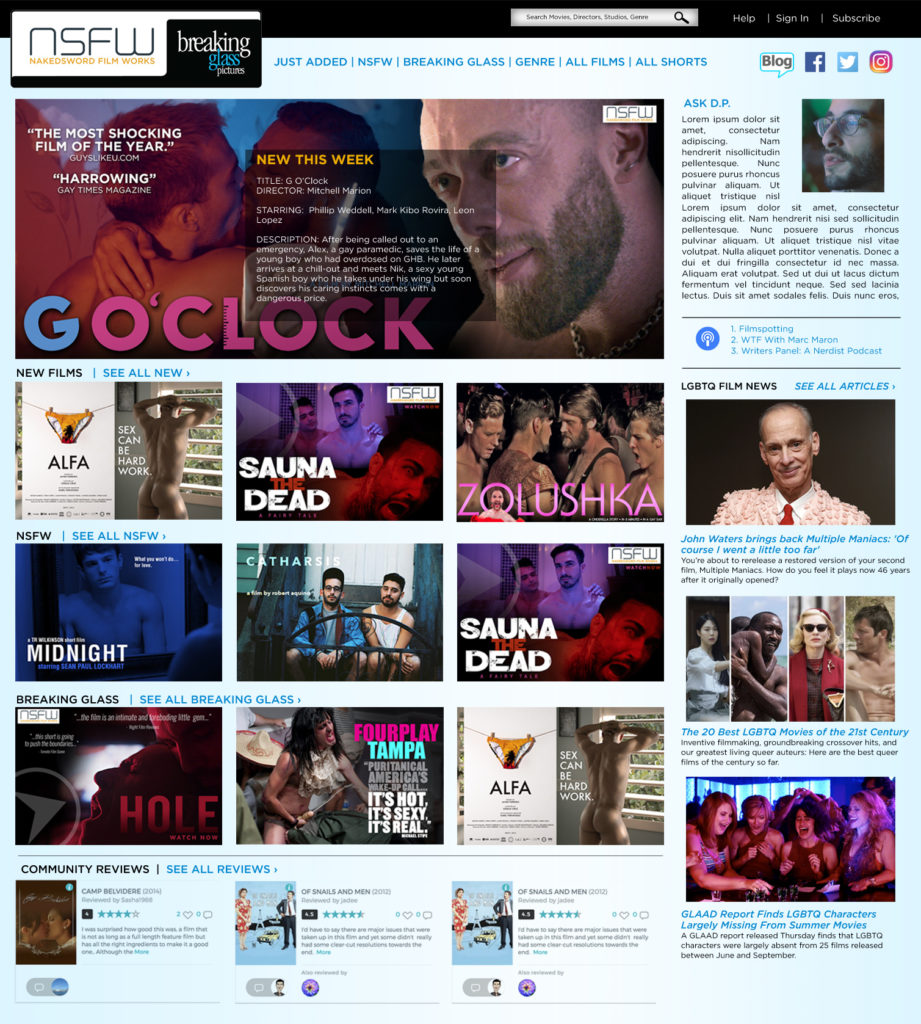 NSFW
NAKEDSWORD FILM WORKS
breaking
glass
pictures
Search Movies, Directors, Studios, Genre
Help | Sign In | Subscribe
JUST ADDED | NSFW | BREAKING GLASS | GENRE | ALL FILMS | ALL SHORTS
Blog
“THE MOST SHOCKING
FILM OF THE YEAR.”
GUYSLIKEU.COM
“HARROWING”
GAY TIMES MAGAZINE
NSFW
NEW THIS WEEK
TITLE: G O'Clock
DIRECTOR: Mitchell Marion
STARRING: Phillip Weddell, Mark Kibo Rovira, Leon
Lopez
DESCRIPTION: After being called out to an
emergency, Alex, a gay paramedic, saves the life of a
young boy who had overdosed on GHB. He later
arrives at a chill-out and meets Nik, a sexy young
Spanish boy who he takes under his wing but soon
discovers his caring instincts comes with a
dangerous price.
G O'CLOCK
ASK D.P.
Lorem ipsum dolor sit
amet, consectetur
adipiscing. Nam
hendrerit nisollicitudin
pellentesque. Nunc
posuere purus rhoncus
pulvinar aliquam. Ut
aliquet tristique nisl
Lorem ipsum dolor sit amet, consectetur
adipiscing elit. Nam hendrerit nisi sed sollicitudin
pellentesque. Nunc posuere purus rhoncus
pulvinar aliquam. Ut aliquet tristique nisl vitae
volutpat. Nulla aliquet porttitor venenatis. Donec a
dui et dui fringilla consectetur id nec massa.
Aliquam erat volutpat. Sed ut dui ut lacus dictum
fermentum vel tincidunt neque. Sed sed lacinia
lectus. Duis sit amet sodales felis. Duis nunc eros,
1. Filmspotting
2. WTF With Marc Maron
3. Writers Panel: A Nerdist Podcast
NEW FILMS | SEE ALL NEW ›
ALFA
SEX
CAN
BE
HARD
WORK.
NSFW
WATCH NOW
SAUNA
THE
DEAD
A FAIRY TALE
ZOLUSHKA
A CINDERELLA STORY • IN 8 MINUTES • IN A GAY BAR
NSFW | SEE ALL NSFW ›
What you won't do...
for love.
a TR WILKINSON short film
MIDNIGHT
starring SEAN PAUL LOCKHART
CATHARSIS
a film by robert aquino
NSFW
WATCH NOW
SAUNA
THE
DEAD
A FAIRY TALE
BREAKING GLASS | SEE ALL BREAKING GLASS ›
NSFW
"...the film is an intimate and foreboding little gem..."
"...this short is going
to push the boundaries..."
HOLE
WATCH NOW
FOURPLAY
TAMPA
"PURITANICAL
AMERICA'S
WAKE-UP CALL...
IT'S HOT,
IT'S SEXY,
IT'S REAL."
MICHAEL STIPE
ALFA
SEX
CAN
BE
HARD
WORK.
LGBTQ FILM NEWS SEE ALL ARTICLES ›
John Waters brings back Multiple Maniacs: 'Of
course I went a little too far'
You're about to rerelease a restored version of your second
film, Multiple Maniacs. How do you feel it plays now 46 years
after it originally opened?
The 20 Best LGBTQ Movies of the 21st Century
Inventive filmmaking, groundbreaking crossover hits, and
our greatest living queer auteurs: Here are the best queer
films of the century so far.
GLAAD Report Finds LGBTQ Characters
Largely Missing From Summer Movies
A GLAAD report released Thursday finds that LGBTQ
characters were largely absent from 25 films released
between June and September.
COMMUNITY REVIEWS | SEE ALL REVIEWS ›
CAMP BELVIDERE (2014)
Reviewed by Sasha1988
4
2 0
I was surprised how good this was. a film that
is not as long as a full length feature film but
has all the right ingredients to make it a good
one.. Although the More
OF SNAILS AND MEN (2012)
Reviewed by jadee
4.5
0 0
I'd have to say there are major issues that were
taken up in this film and yet some didn't really
had some clear-cut resolutions towards the
end. More
Also reviewed by
OF SNAILS AND MEN (2012)
Reviewed by jadee
4.5
0 0
I'd have to say there are major issues that were
taken up in this film and yet some didn't really
had some clear-cut resolutions towards the
end. More
Also reviewed by